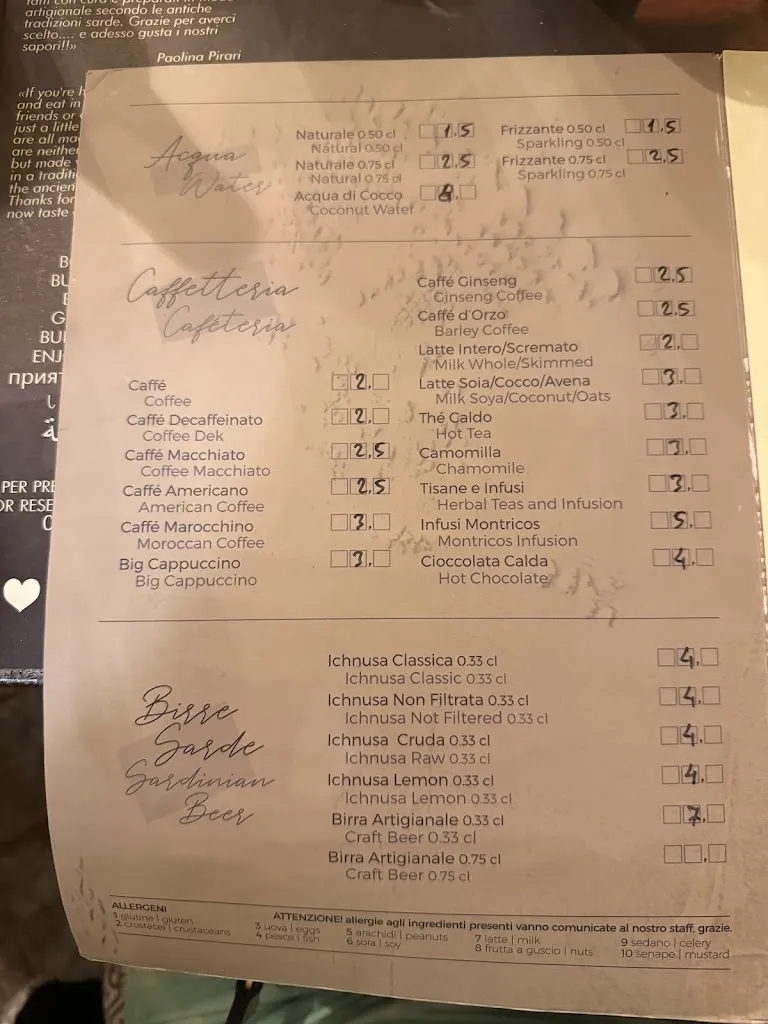 artigianale secondo le antiche
tradizioni sarde. Grazie per averci
scelto.... e adesso gusta i nostri
sapori!!»
Paolina Pirari
«If you're
and eat in
friends or
just a little
are all
are neither
but made
in a
the ancien
Thanks for
now taste
ENJ
прият
PER
OR RESE
Acqua
Water
Naturale 0.50 cl 1,5
Natural 0.50 cl
Naturale 0.75 cl 2,5
Natural 0.75 cl
Acqua di Cocco 8,
Coconut Water
Frizzante 0.50 cl 1,5
Sparkling 0.50 cl
Frizzante 0.75 cl 2,5
Sparkling 0.75 cl
Caffetteria
Cafeteria
Caffé 2,
Coffee
Caffé Decaffeinato 2,
Coffee Dek
Caffé Macchiato 2,5
Coffee Macchiato
Caffé Americano 2,5
American Coffee
Caffé Marocchino 3,
Moroccan Coffee
Big Cappuccino 3,
Big Cappuccino
Caffé Ginseng 2,5
Ginseng Coffee
Caffé d'Orzo 2,5
Barley Coffee
Latte Intero/Scremato 2,
Milk Whole/Skimmed
Latte Soia/Cocco/Avena 3,
Milk Soya/Coconut/Oats
Thé Caldo 3,
Hot Tea
Camomilla 3,
Chamomile
Tisane e Infusi 3,
Herbal Teas and Infusion
Infusi Montricos 5,
Montricos Infusion
Cioccolata Calda 4,
Hot Chocolate
Birre
Sarde
Sardinian
Beer
Ichnusa Classica 0.33 cl 4,
Ichnusa Classic 0.33 cl
Ichnusa Non Filtrata 0.33 cl 4,
Ichnusa Not Filtered 0.33 cl
Ichnusa Cruda 0.33 cl 4,
Ichnusa Raw 0.33 cl
Ichnusa Lemon 0.33 cl 4,
Ichnusa Lemon 0.33 cl
Birra Artigianale 0.33 cl 7,
Craft Beer 0.33 cl
Birra Artigianale 0.75 cl ,
Craft Beer 0.75 cl
ALLERGENI
ATTENZIONE! allergie agli ingredienti presenti vanno comunicate al nostro staff, grazie.
1 glutine | gluten
2 crostacei | crustaceans
3 uova | eggs
4 pesce | fish
5 arachidi | peanuts
6 soia | soy
7 latte | milk
8 frutta a guscio | nuts
9 sedano | celery
10 senape | mustard